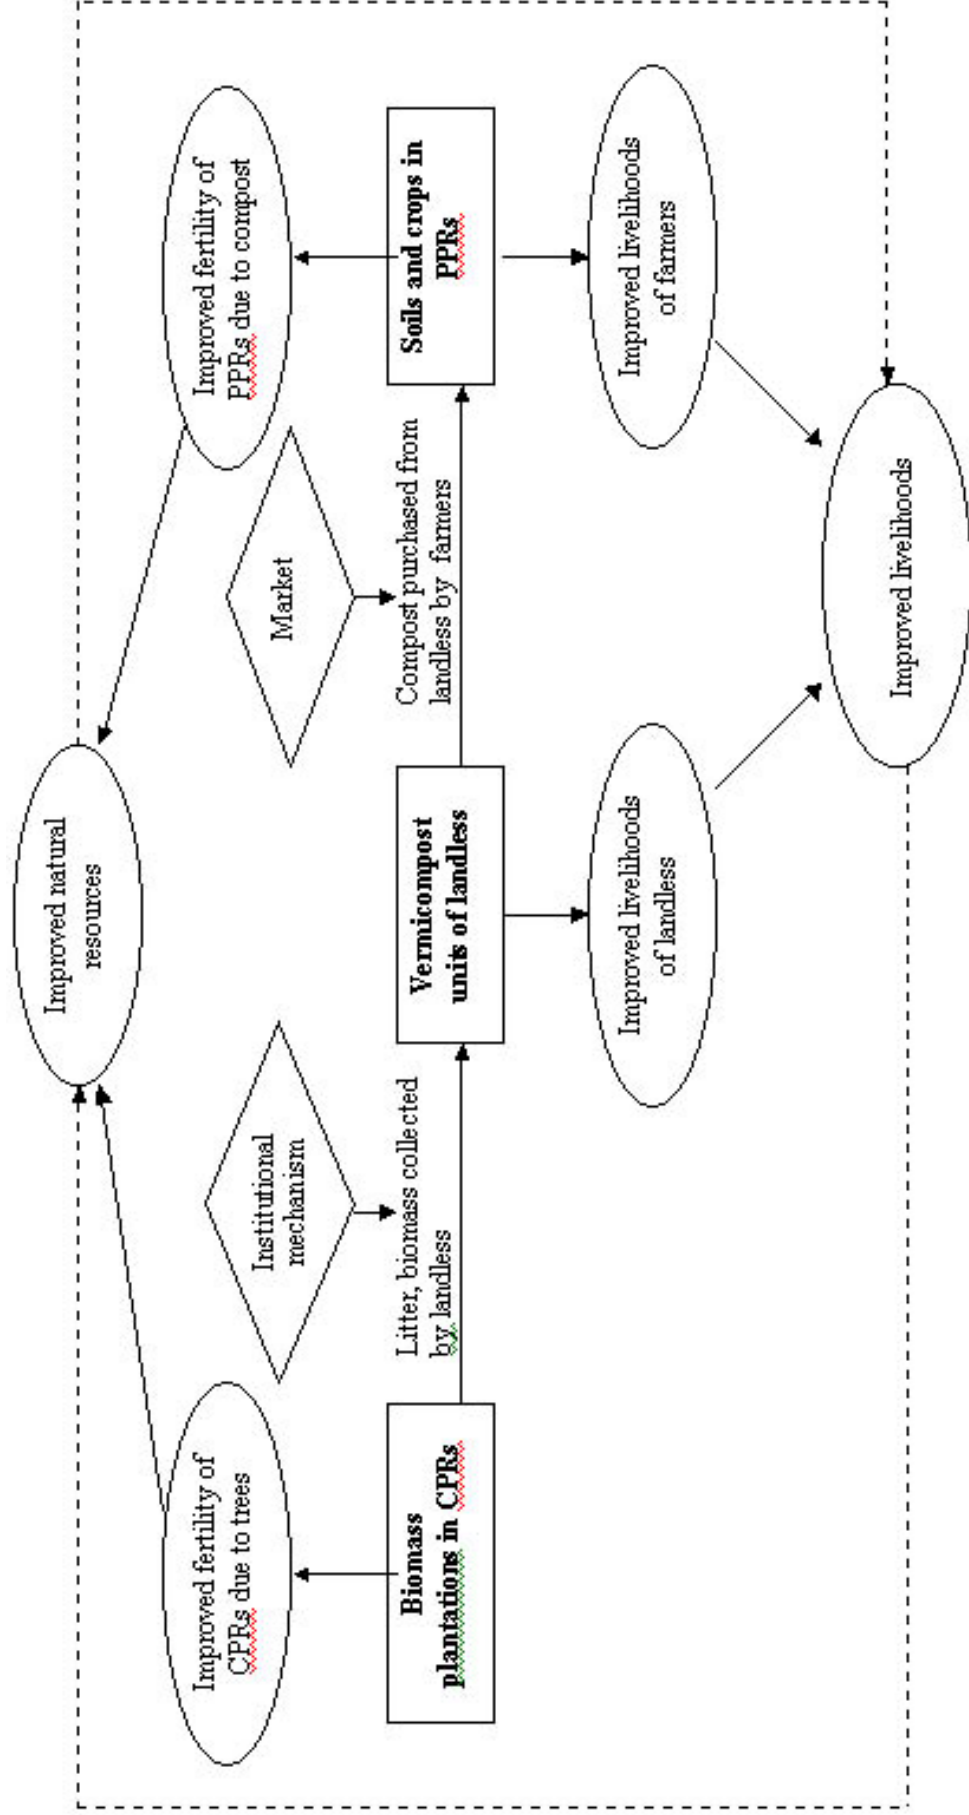 Improved natural
resources
Improved fertility of
CPRs due to trees
Improved fertility of
PPRs due to compost
Institutional
mechanism
Market
Litter, biomass collected
by landless
Compost purchased from
landless by farmers
Biomass
plantations in CPRs
Vermicompost
units of landless
Soils and crops in
PPRs
Improved livelihoods
of landless
Improved livelihoods
of farmers
Improved livelihoods